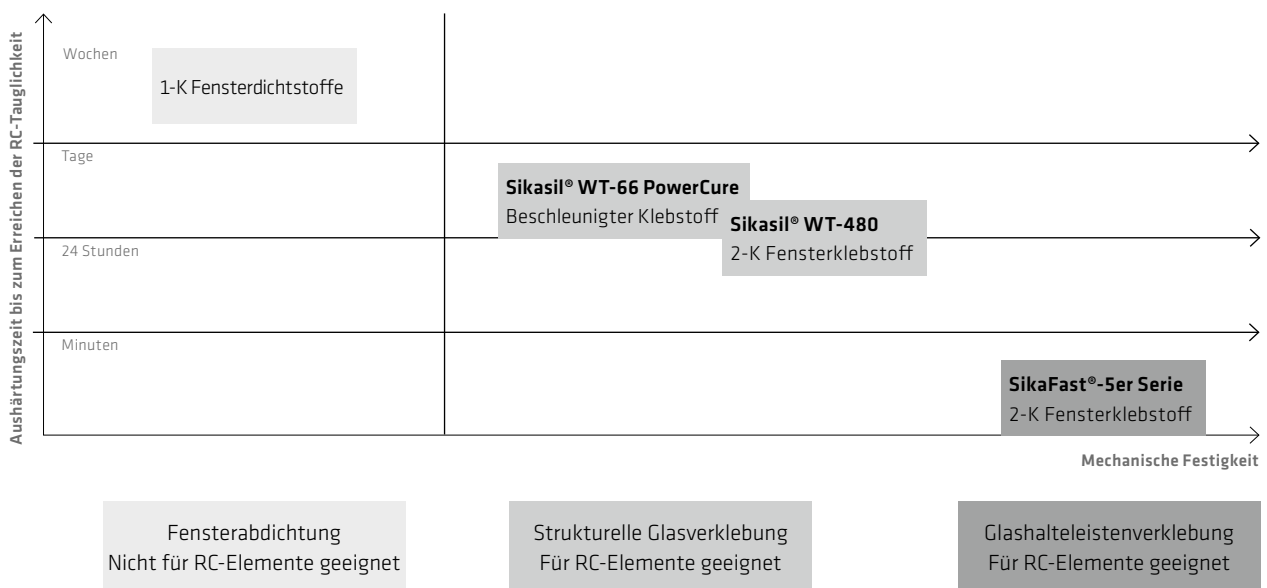 Aushärtungszeit bis zum Erreichen der RC-Tauglichkeit
Wochen
1-K Fensterdichtstoffe
Tage
Sikasil® WT-66 PowerCure
Beschleunigter Klebstoff
Sikasil® WT-480
2-K Fensterklebstoff
24 Stunden
Minuten
SikaFast®-5er Serie
2-K Fensterklebstoff
Mechanische Festigkeit
Fensterabdichtung
Nicht für RC-Elemente geeignet
Strukturelle Glasverklebung
Für RC-Elemente geeignet
Glashalteleistenverklebung
Für RC-Elemente geeignet